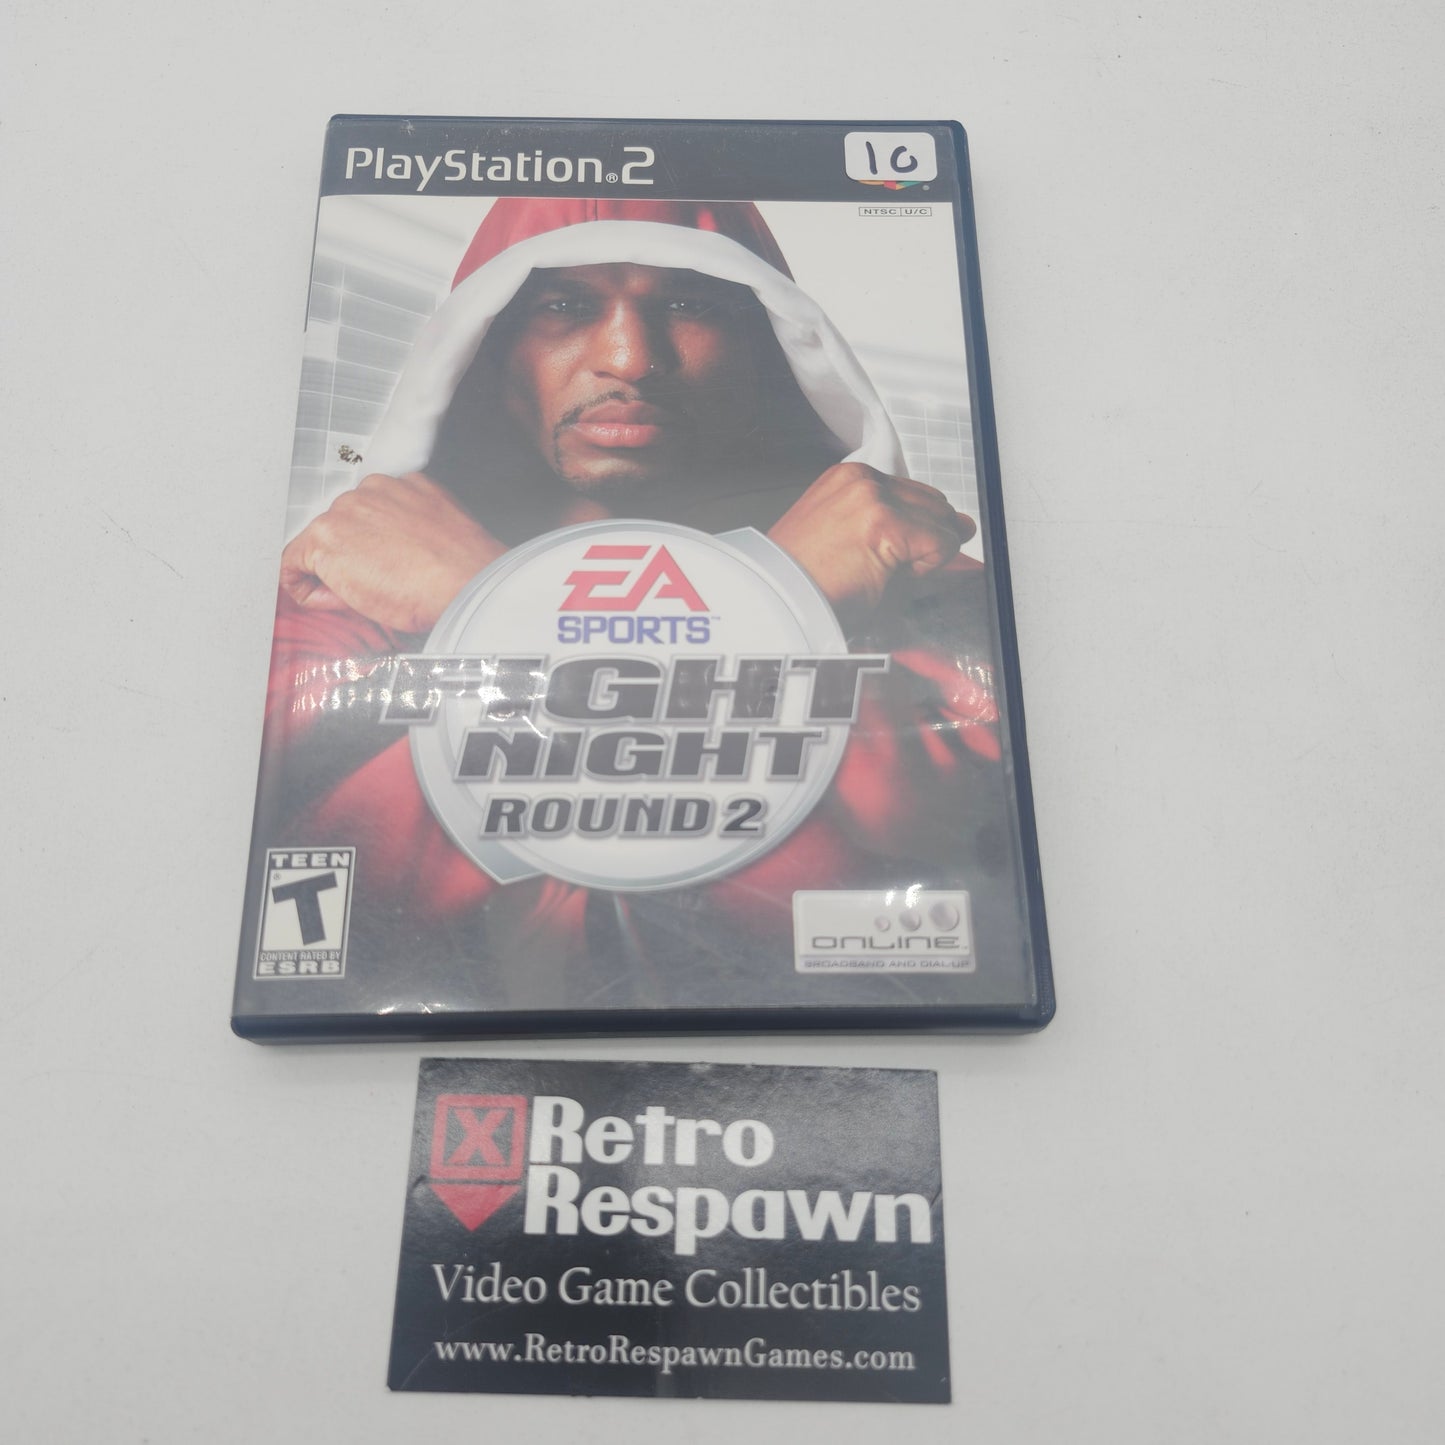 PlayStation®2
10
NTSC U/C
EA
SPORTS™
FIGHT
NIGHT
ROUND 2
TEEN
T®
CONTENT RATED BY
ESRB
ONLINE™
BROADBAND AND DIAL-UP
X Retro
Respawn
Video Game Collectibles
www.RetroRespawnGames.com